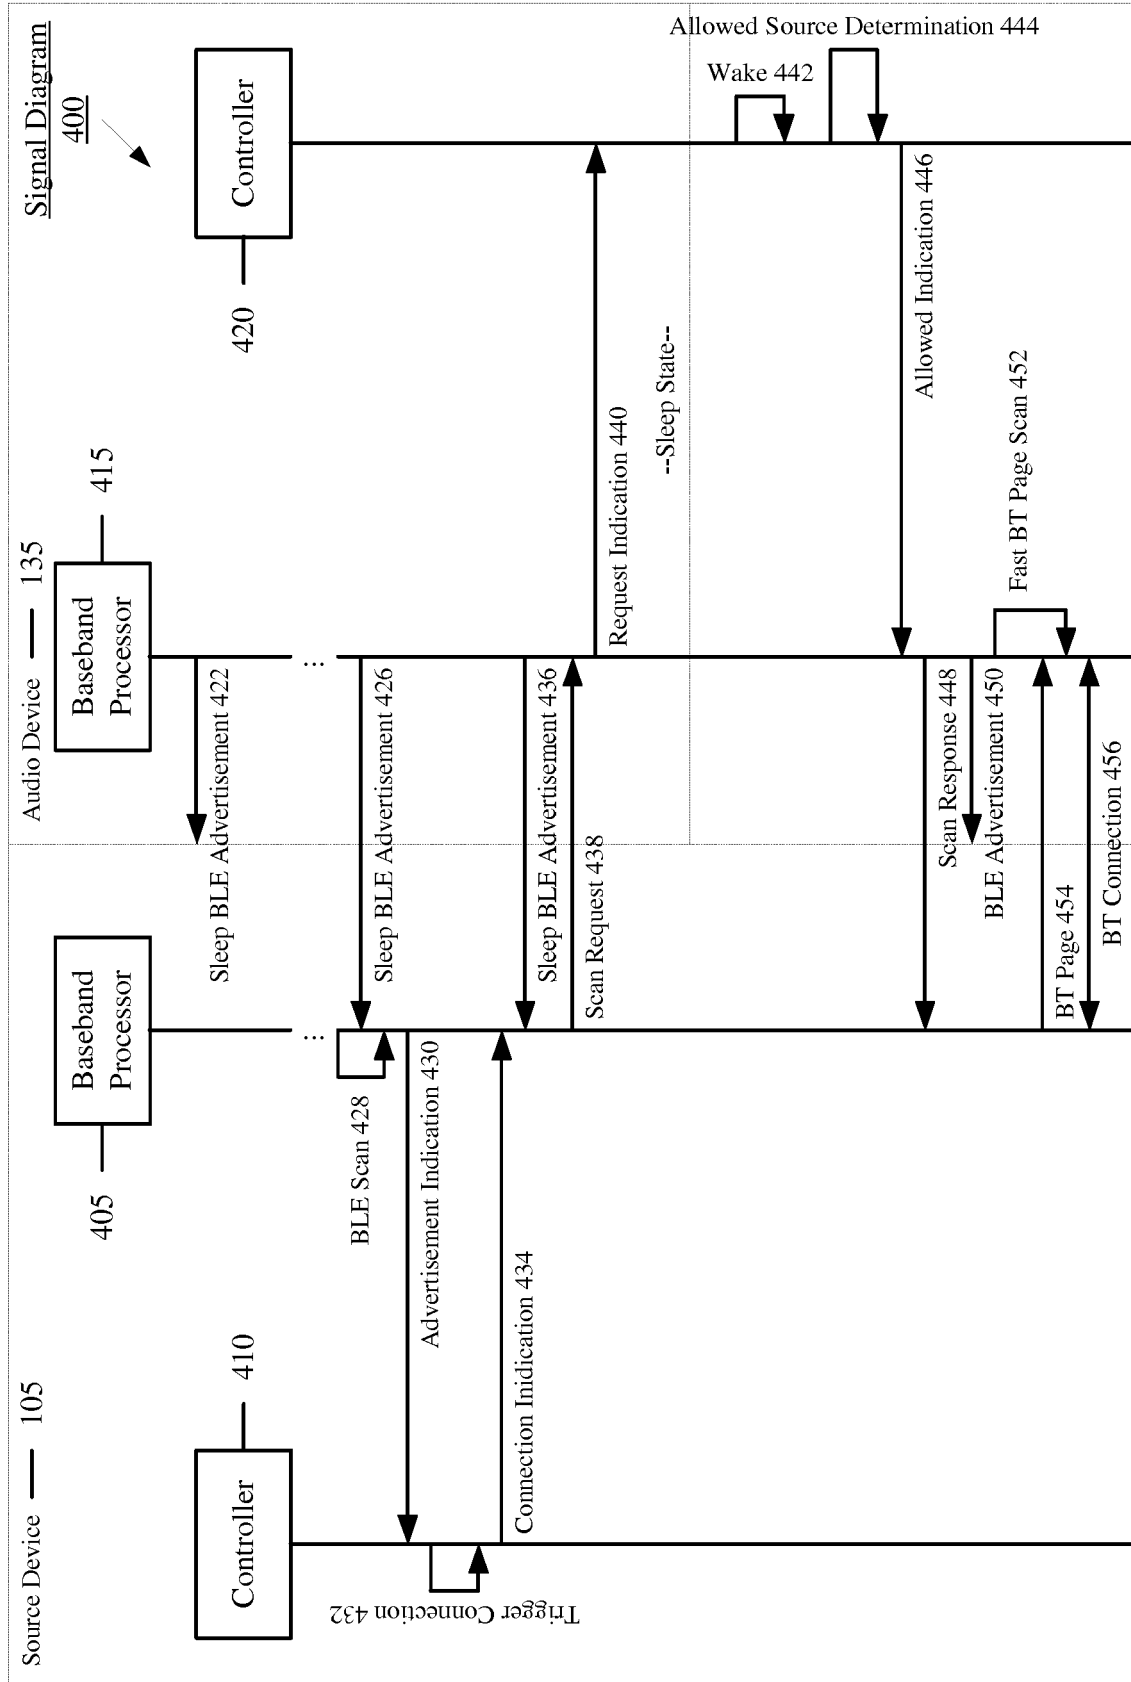 Signal Diagram
400
Source Device
105
Audio Device
135
Controller
410
Baseband
Processor
405
Baseband
Processor
415
Controller
420
Sleep BLE Advertisement 422
...
...
Sleep BLE Advertisement 426
BLE Scan 428
Advertisement Indication 430
Trigger Connection 432
Connection Inidication 434
Sleep BLE Advertisement 436
Scan Request 438
Request Indication 440
--Sleep State--
Wake 442
Allowed Source Determination 444
Allowed Indication 446
Scan Response 448
BLE Advertisement 450
Fast BT Page Scan 452
BT Page 454
BT Connection 456